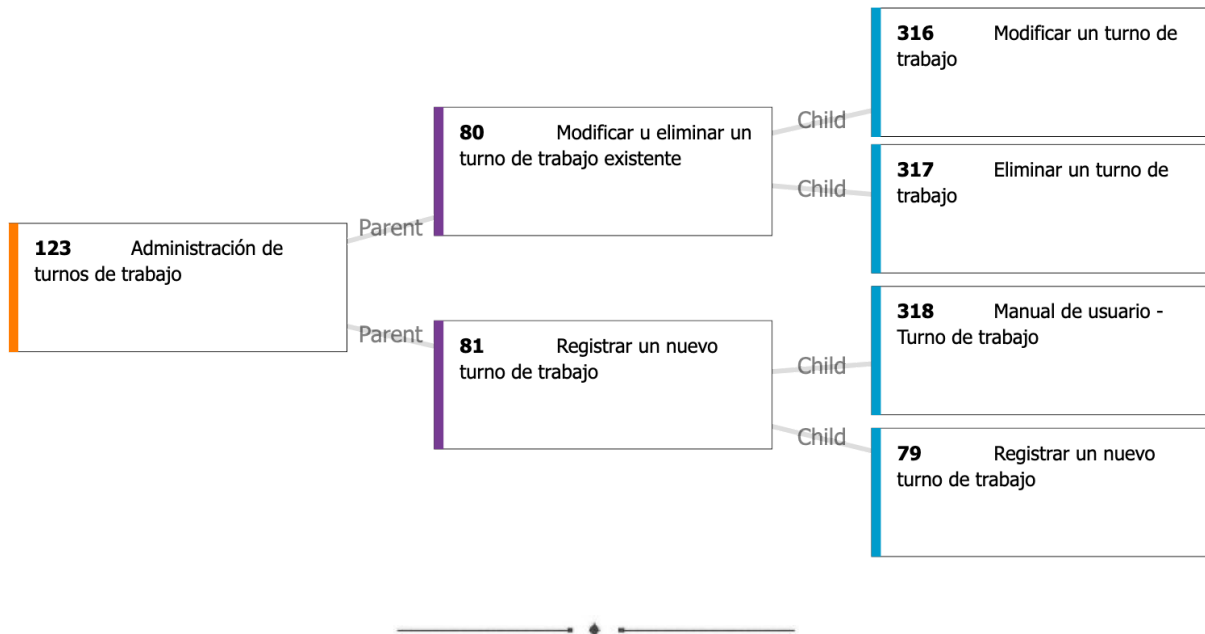 123 Administración de
turnos de trabajo
Parent
Parent
80 Modificar u eliminar un
turno de trabajo existente
81 Registrar un nuevo
turno de trabajo
Child
Child
Child
Child
316 Modificar un turno de
trabajo
317 Eliminar un turno de
trabajo
318 Manual de usuario -
Turno de trabajo
79 Registrar un nuevo
turno de trabajo